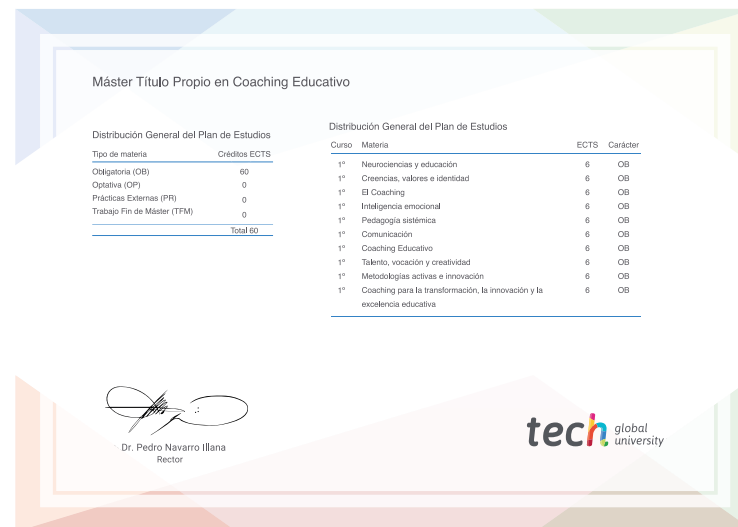 Máster Título Propio en Coaching Educativo
Distribución General del Plan de Estudios
Tipo de materia Créditos ECTS
Obligatoria (OB) 60
Optativa (OP) 0
Prácticas Externas (PR) 0
Trabajo Fin de Máster (TFM) 0
Total 60
Distribución General del Plan de Estudios
Curso Materia ECTS Carácter
1º Neurociencias y educación 6 OB
1º Creencias, valores e identidad 6 OB
1º El Coaching 6 OB
1º Inteligencia emocional 6 OB
1º Pedagogía sistémica 6 OB
1º Comunicación 6 OB
1º Coaching Educativo 6 OB
1º Talento, vocación y creatividad 6 OB
1º Metodologías activas e innovación 6 OB
1º Coaching para la transformación, la innovación y la 6 OB
excelencia educativa
Dr. Pedro Navarro Illana
Rector
tech global
university